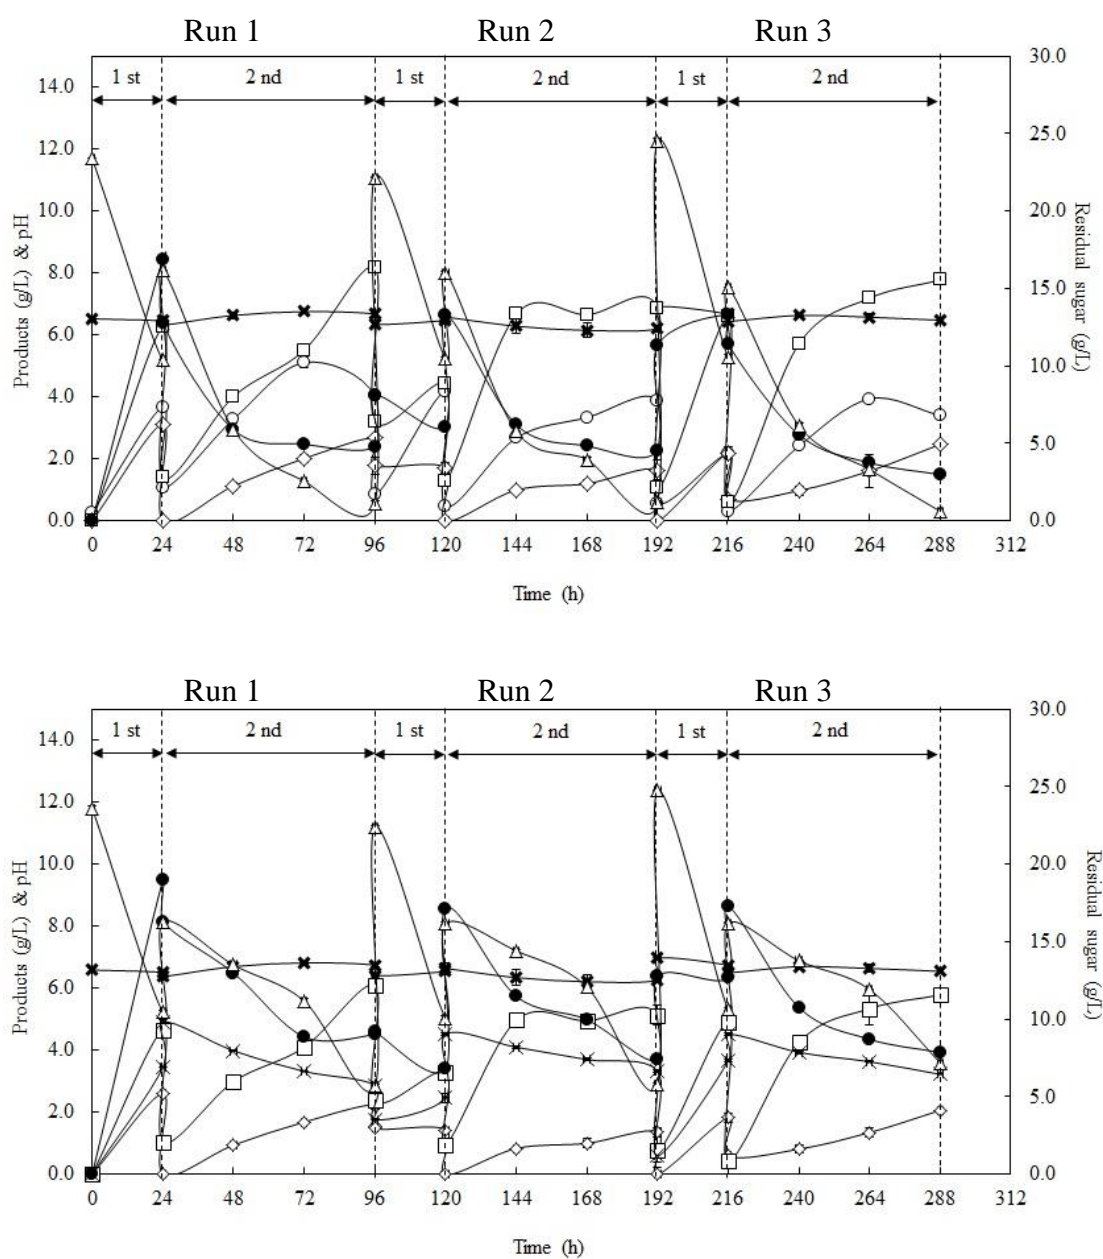 Run 1 Run 2 Run 3
1 st 2 nd 1 st 2 nd 1 st 2 nd
14.0 12.0 10.0 8.0 6.0 4.0 2.0 0.0
Products (g/L) & pH
30.0 25.0 20.0 15.0 10.0 5.0 0.0
Residual sugar (g/L)
0 24 48 72 96 120 144 168 192 216 240 264 288 312
Time (h)
Run 1 Run 2 Run 3
1 st 2 nd 1 st 2 nd 1 st 2 nd
14.0 12.0 10.0 8.0 6.0 4.0 2.0 0.0
Products (g/L) & pH
30.0 25.0 20.0 15.0 10.0 5.0 0.0
Residual sugar (g/L)
0 24 48 72 96 120 144 168 192 216 240 264 288 312
Time (h)